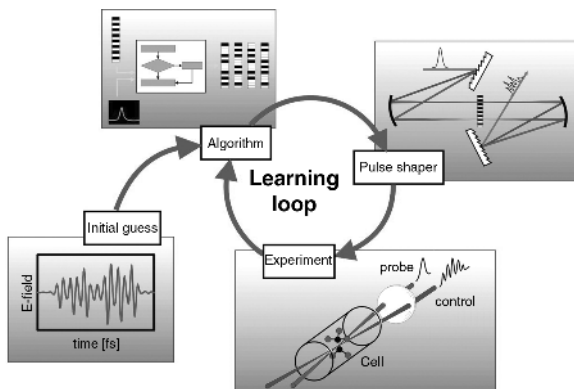 Algorithm
Learning
loop
Pulse shaper
Initial guess
Experiment
E-field
time [fs]
probe
control
Cell